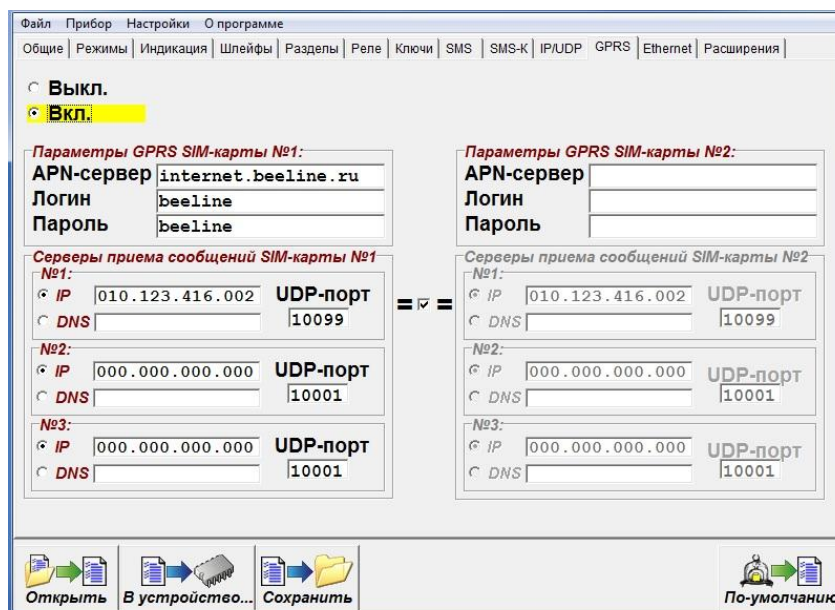 Файл Прибор Настройки О программе
Общие Режимы Индикация Шлейфы Разделы Реле Ключи SMS SMS-К IP/UDP GPRS Ethernet Расширения
Выкл.
Вкл.
Параметры GPRS SIM-карты №1:
APN-сервер internet.beeline.ru
Логин beeline
Пароль beeline
Параметры GPRS SIM-карты №2:
APN-сервер
Логин
Пароль
Серверы приема сообщений SIM-карты №1
№1:
IP 010.123.416.002 UDP-порт
DNS 10099
№2:
IP 000.000.000.000 UDP-порт
DNS 10001
№3:
IP 000.000.000.000 UDP-порт
DNS 10001
= =
Серверы приема сообщений SIM-карты №2
№1:
IP 010.123.416.002 UDP-порт
DNS 10099
№2:
IP 000.000.000.000 UDP-порт
DNS 10001
№3:
IP 000.000.000.000 UDP-порт
DNS 10001
Открыть В устройство... Сохранить По-умолчанию